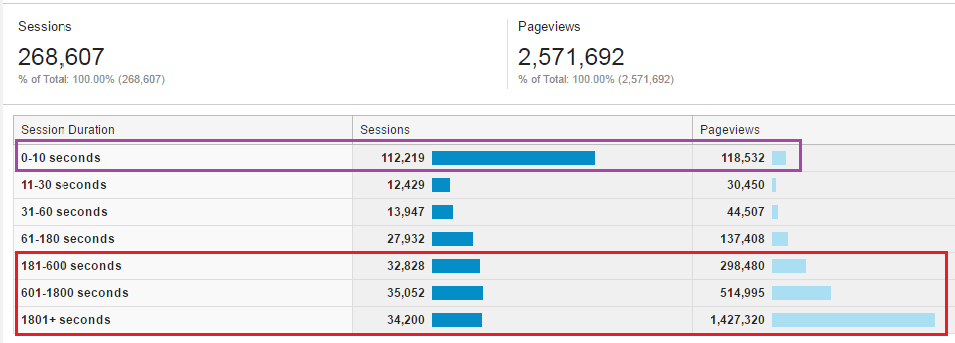 Sessions Pageviews
268,607 2,571,692
% of Total: 100.00% (268,607) % of Total: 100.00% (2,571,692)
Session Duration Sessions Pageviews
0-10 seconds 112,219 118,532
11-30 seconds 12,429 30,450
31-60 seconds 13,947 44,507
61-180 seconds 27,932 137,408
181-600 seconds 32,828 298,480
601-1800 seconds 35,052 514,995
1801+ seconds 34,200 1,427,320